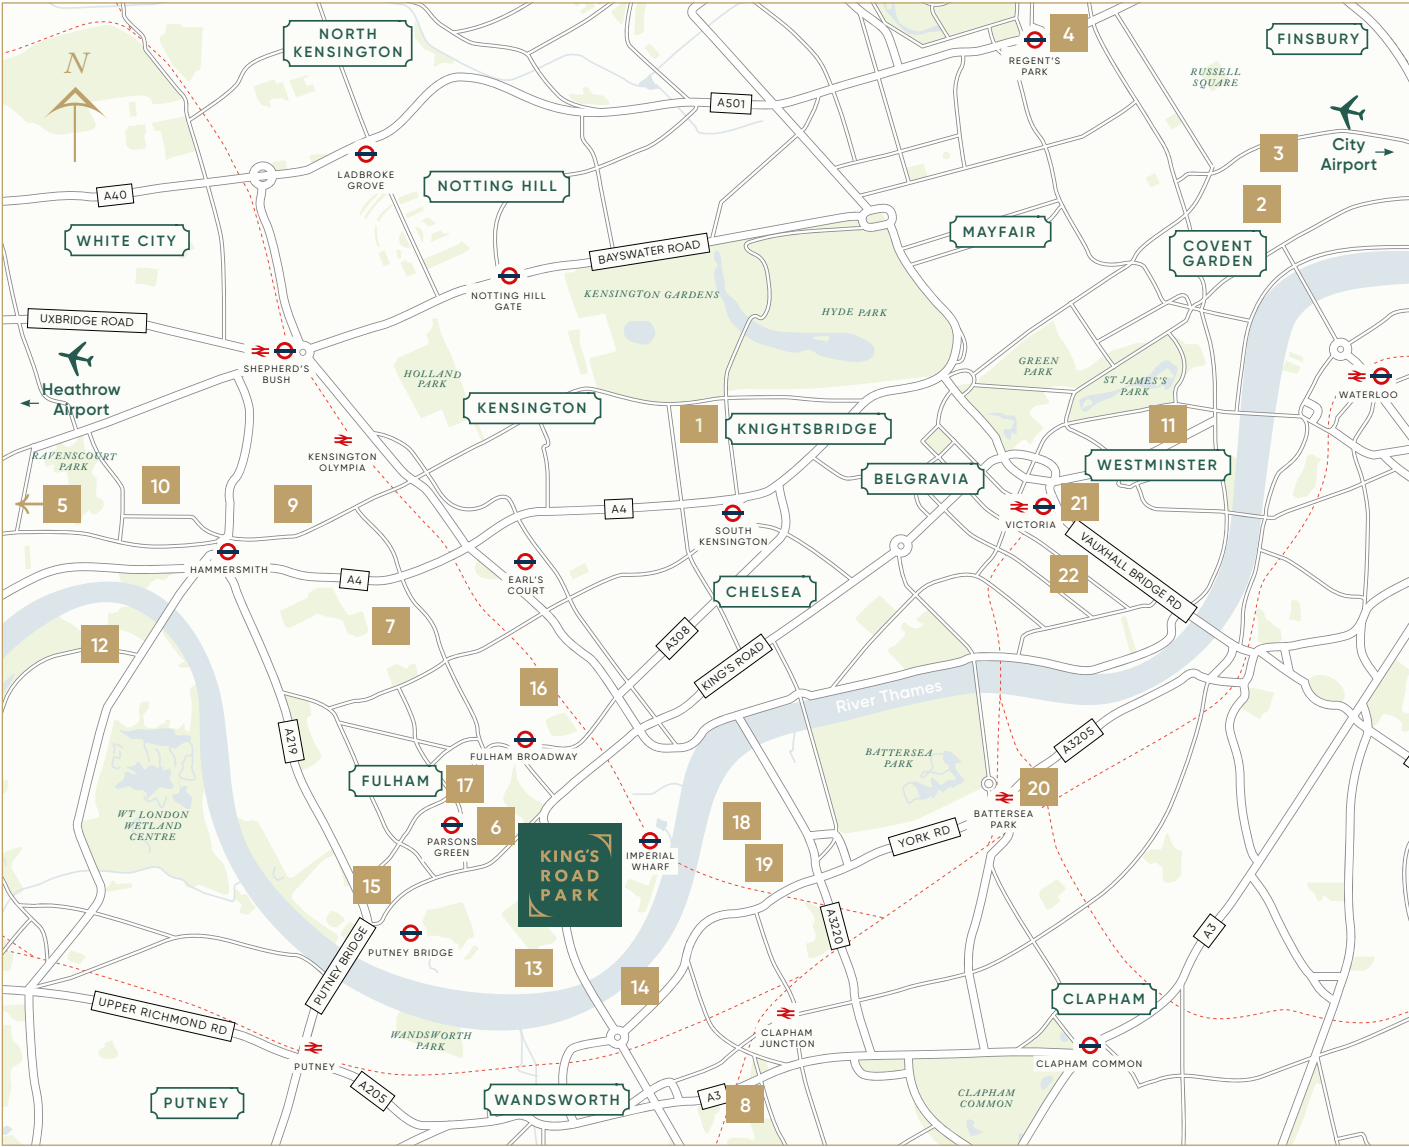 NORTH
KENSINGTON
4
FINSBURY
N
REGENT'S
PARK
RUSSELL
SQUARE
A501
3
City
Airport
LADBROKE
GROVE
NOTTING HILL
A40
2
WHITE CITY
MAYFAIR
COVENT
GARDEN
BAYSWATER ROAD
NOTTING HILL
GATE
KENSINGTON GARDENS
HYDE PARK
UXBRIDGE ROAD
SHEPHERD'S
BUSH
Heathrow
Airport
HOLLAND
PARK
GREEN
PARK
ST JAMES'S
PARK
WATERLOO
KENSINGTON
1
KNIGHTSBRIDGE
11
KENSINGTON
OLYMPIA
RAVENSCOURT
PARK
BELGRAVIA
WESTMINSTER
5
10
9
A4
SOUTH
KENSINGTON
VICTORIA
21
HAMMERSMITH
A4
EARL'S
COURT
CHELSEA
22
VAUXHALL BRIDGE RD
12
7
A308
KING'S ROAD
16
River Thames
A219
FULHAM BROADWAY
A3205
BATTERSEA
PARK
FULHAM
17
20
BATTERSEA
PARK
WT LONDON
WETLAND
CENTRE
PARSONS
GREEN
6
KING'S
ROAD
PARK
IMPERIAL
WHARF
18
19
YORK RD
15
PUTNEY BRIDGE
PUTNEY BRIDGE
A3220
A3
13
14
UPPER RICHMOND RD
CLAPHAM
WANDSWORTH
PARK
CLAPHAM
JUNCTION
CLAPHAM COMMON
PUTNEY
A205
PUTNEY
WANDSWORTH
A3
8
CLAPHAM
COMMON